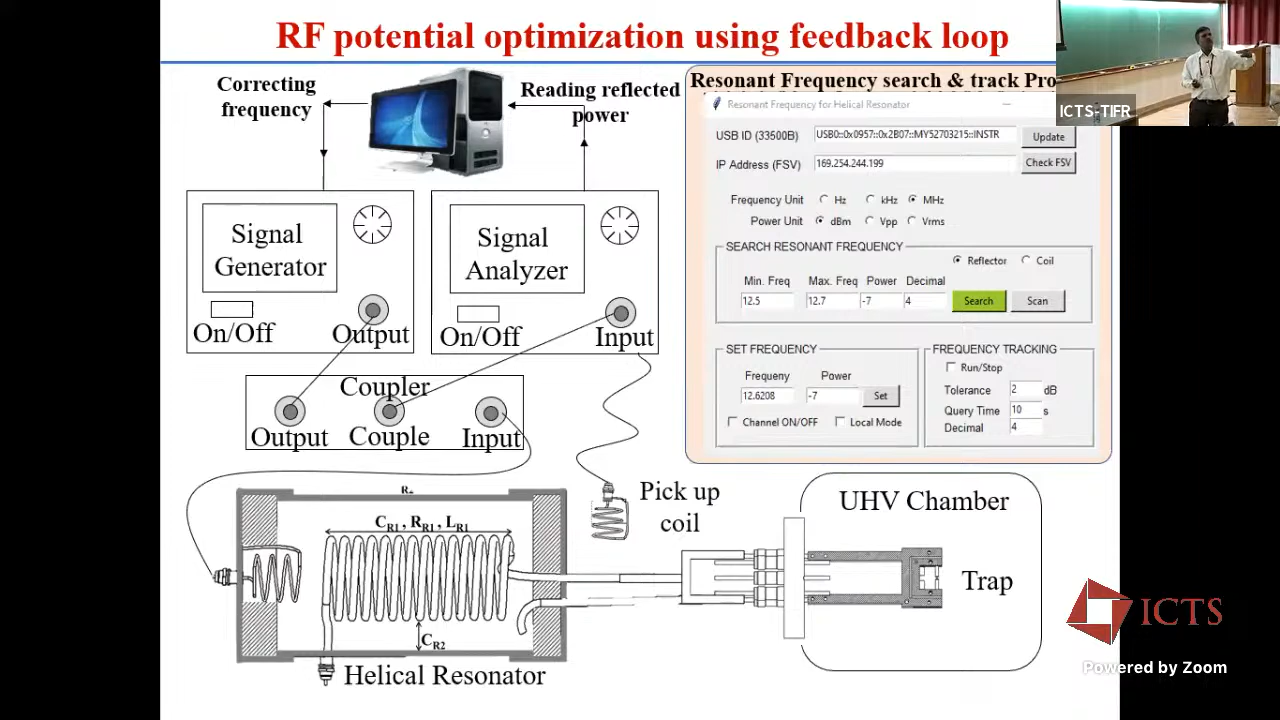 RF potential optimization using feedback loop
Correcting
frequency
Reading reflected
power
Resonant Frequency search & track Pro
Resonant Frequency for Helical Resonator
USB ID (33500B) USB0::0x0957::0x2B07::MY52703215::INSTR Update
IP Address (FSV) 169.254.244.199 Check FSV
Frequency Unit Hz kHz MHz
Power Unit dBm Vpp Vrms
SEARCH RESONANT FREQUENCY
Reflector Coil
Min. Freq Max. Freq Power Decimal
12.5 12.7 -7 4 Search Scan
SET FREQUENCY
Frequeny Power
12.6208 -7 Set
Channel ON/OFF Local Mode
FREQUENCY TRACKING
Run/Stop
Tolerance 2 dB
Query Time 10 s
Decimal 4
ICTS-TIFR
Signal
Generator
On/Off
Output
Signal
Analyzer
On/Off
Input
Coupler
Output Couple Input
Pick up
coil
CR1 , RR1 , LR1
CR2
Helical Resonator
UHV Chamber
Trap
ICTS
Powered by Zoom